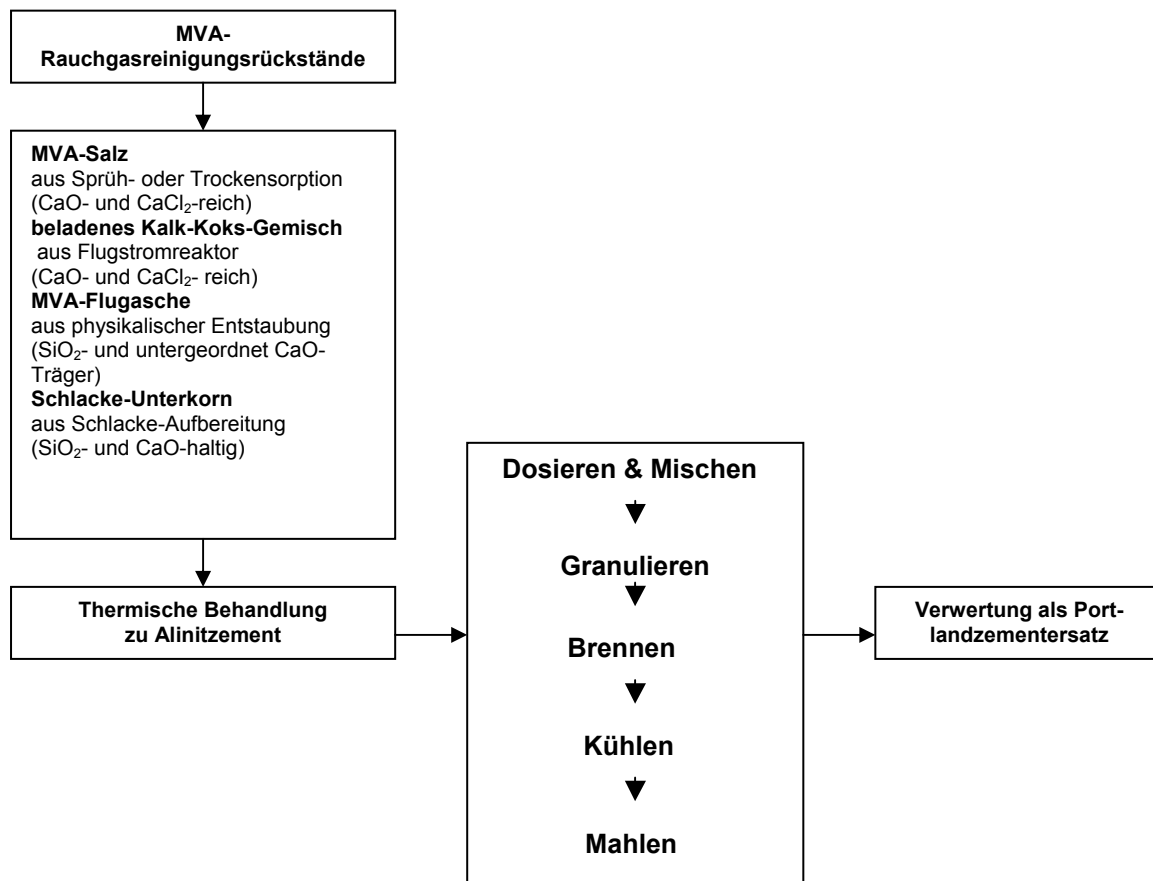 MVA-
Rauchgasreinigungsrückstände
MVA-Salz
aus Sprüh- oder Trockensorption
(CaO- und CaCl₂-reich)
beladenes Kalk-Koks-Gemisch
aus Flugstromreaktor
(CaO- und CaCl₂- reich)
MVA-Flugasche
aus physikalischer Entstaubung
(SiO₂- und untergeordnet CaO-
Träger)
Schlacke-Unterkorn
aus Schlacke-Aufbereitung
(SiO₂- und CaO-haltig)
Thermische Behandlung
zu Alinitzement
Dosieren & Mischen
Granulieren
Brennen
Kühlen
Mahlen
Verwertung als Port-
landzementersatz